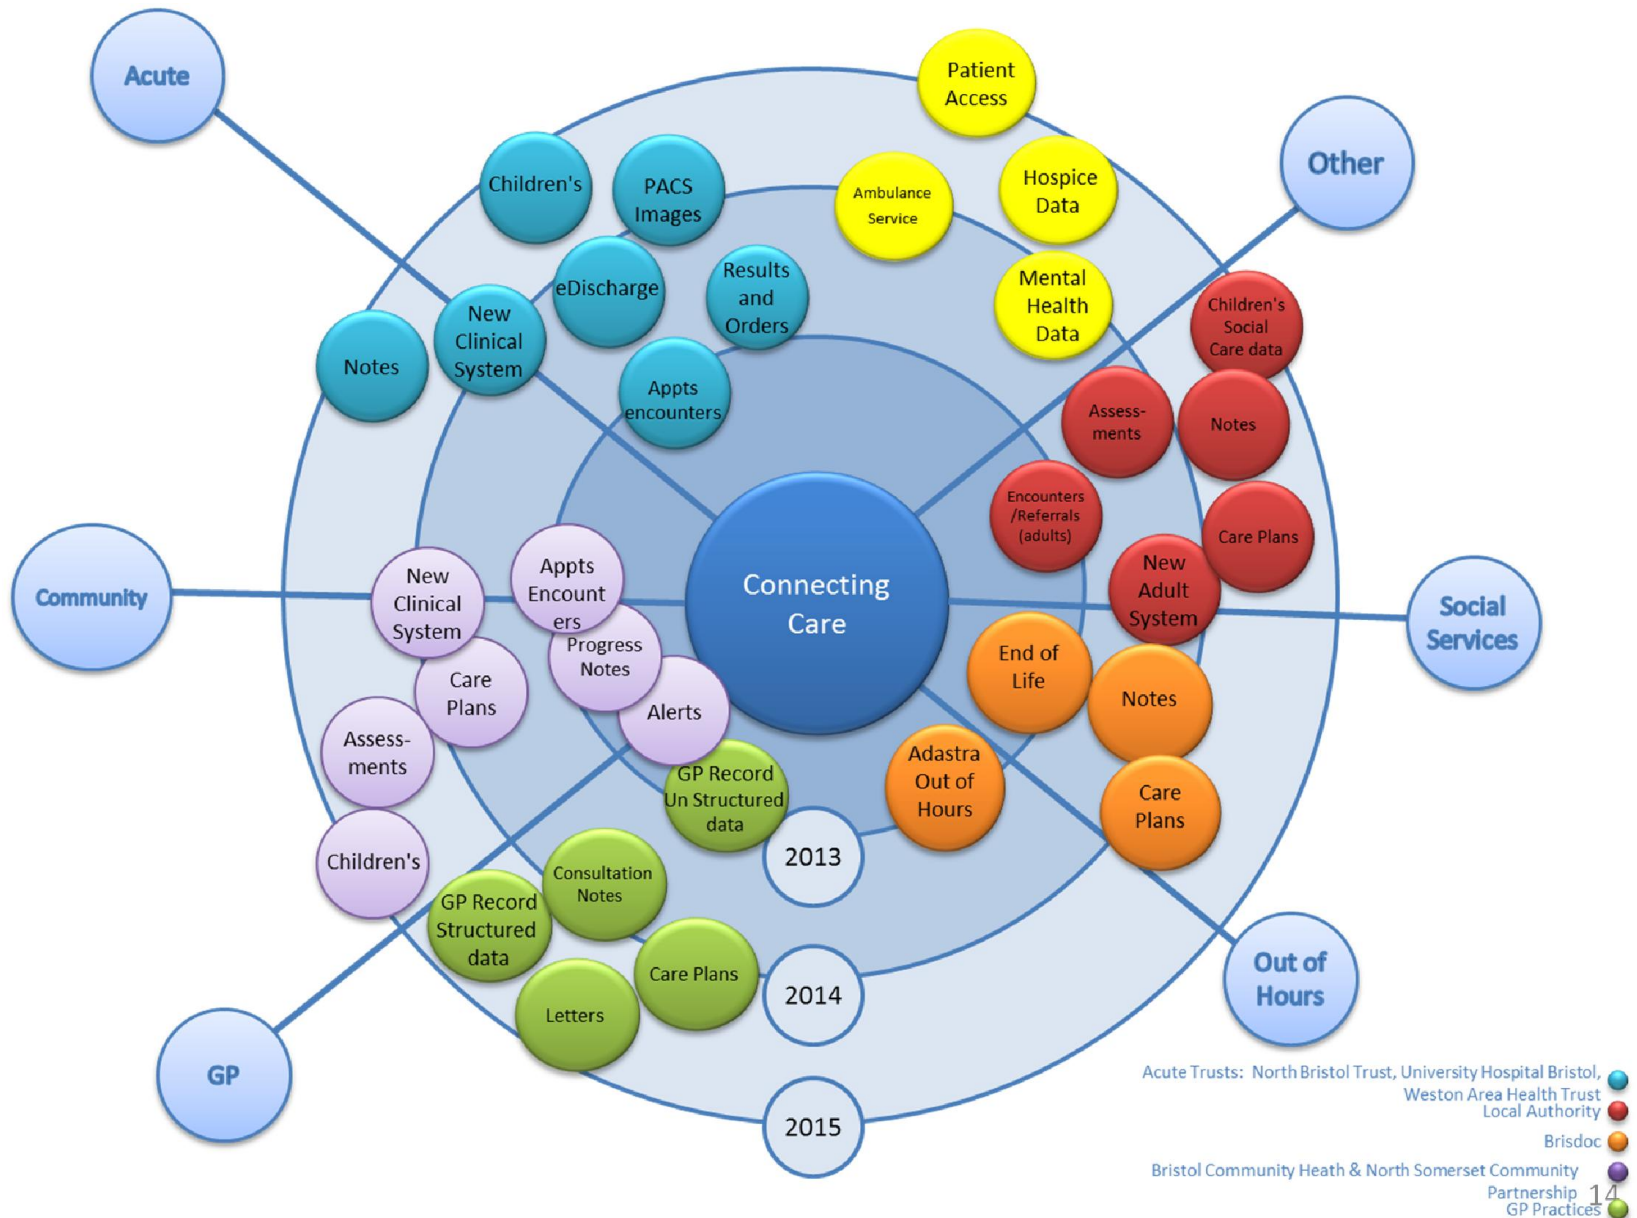 Acute
Patient
Access
Other
Children's
PACS
Images
Ambulance
Service
Hospice
Data
eDischarge
Results
and
Orders
Mental
Health
Data
Children's
Social
Care data
New
Clinical
System
Notes
Appts
encounters
Assess-
ments
Notes
Encounters
/Referrals
(adults)
Care Plans
New
Adult
System
Community
New
Clinical
System
Appts
Encount
ers
Connecting
Care
Social
Services
Progress
Notes
End of
Life
Care
Plans
Alerts
Notes
Assess-
ments
GP Record
Un Structured
data
Adastra
Out of
Hours
Care
Plans
Children's
2013
Consultation
Notes
GP Record
Structured
data
Care Plans
Letters
2014
Out of
Hours
GP
2015
Acute Trusts: North Bristol Trust, University Hospital Bristol,
Weston Area Health Trust
Local Authority
Brisdoc
Bristol Community Heath & North Somerset Community
Partnership
14
GP Practices